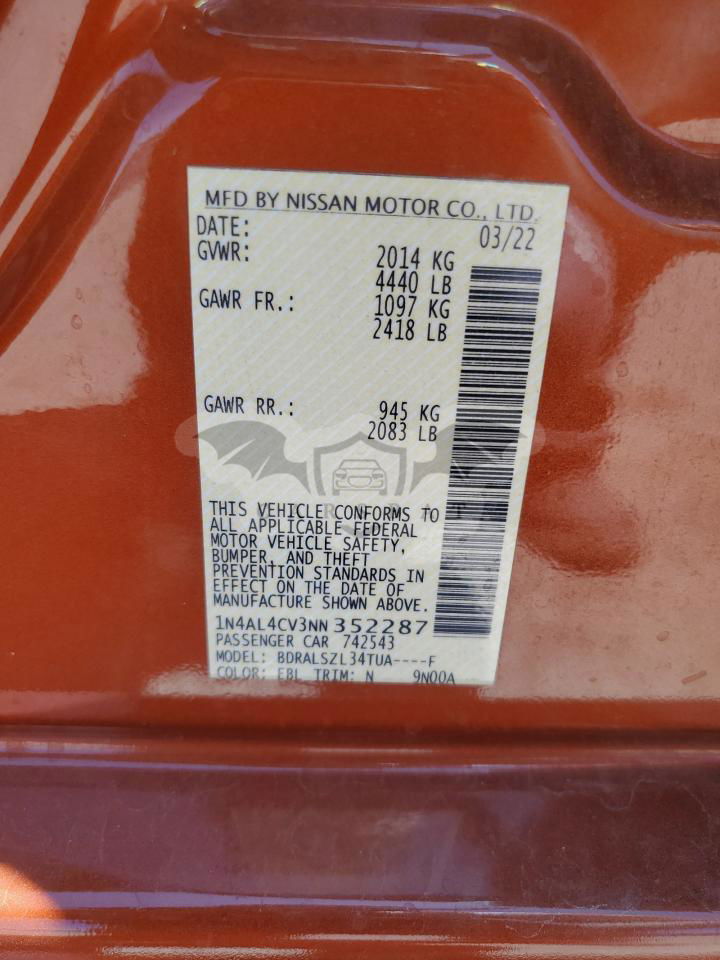 MFD BY NISSAN MOTOR CO., LTD.
DATE: 03/22
GVWR: 2014 KG
4440 LB
GAWR FR.: 1097 KG
2418 LB
GAWR RR.: 945 KG
2083 LB
THIS VEHICLE CONFORMS TO
ALL APPLICABLE FEDERAL
MOTOR VEHICLE SAFETY,
BUMPER, AND THEFT
PREVENTION STANDARDS IN
EFFECT ON THE DATE OF
MANUFACTURE SHOWN ABOVE.
1N4AL4CV3NN 352287
PASSENGER CAR 742543
MODEL: BDRALSZL34TUA----F
COLOR: EBL TRIM: N 9N00A